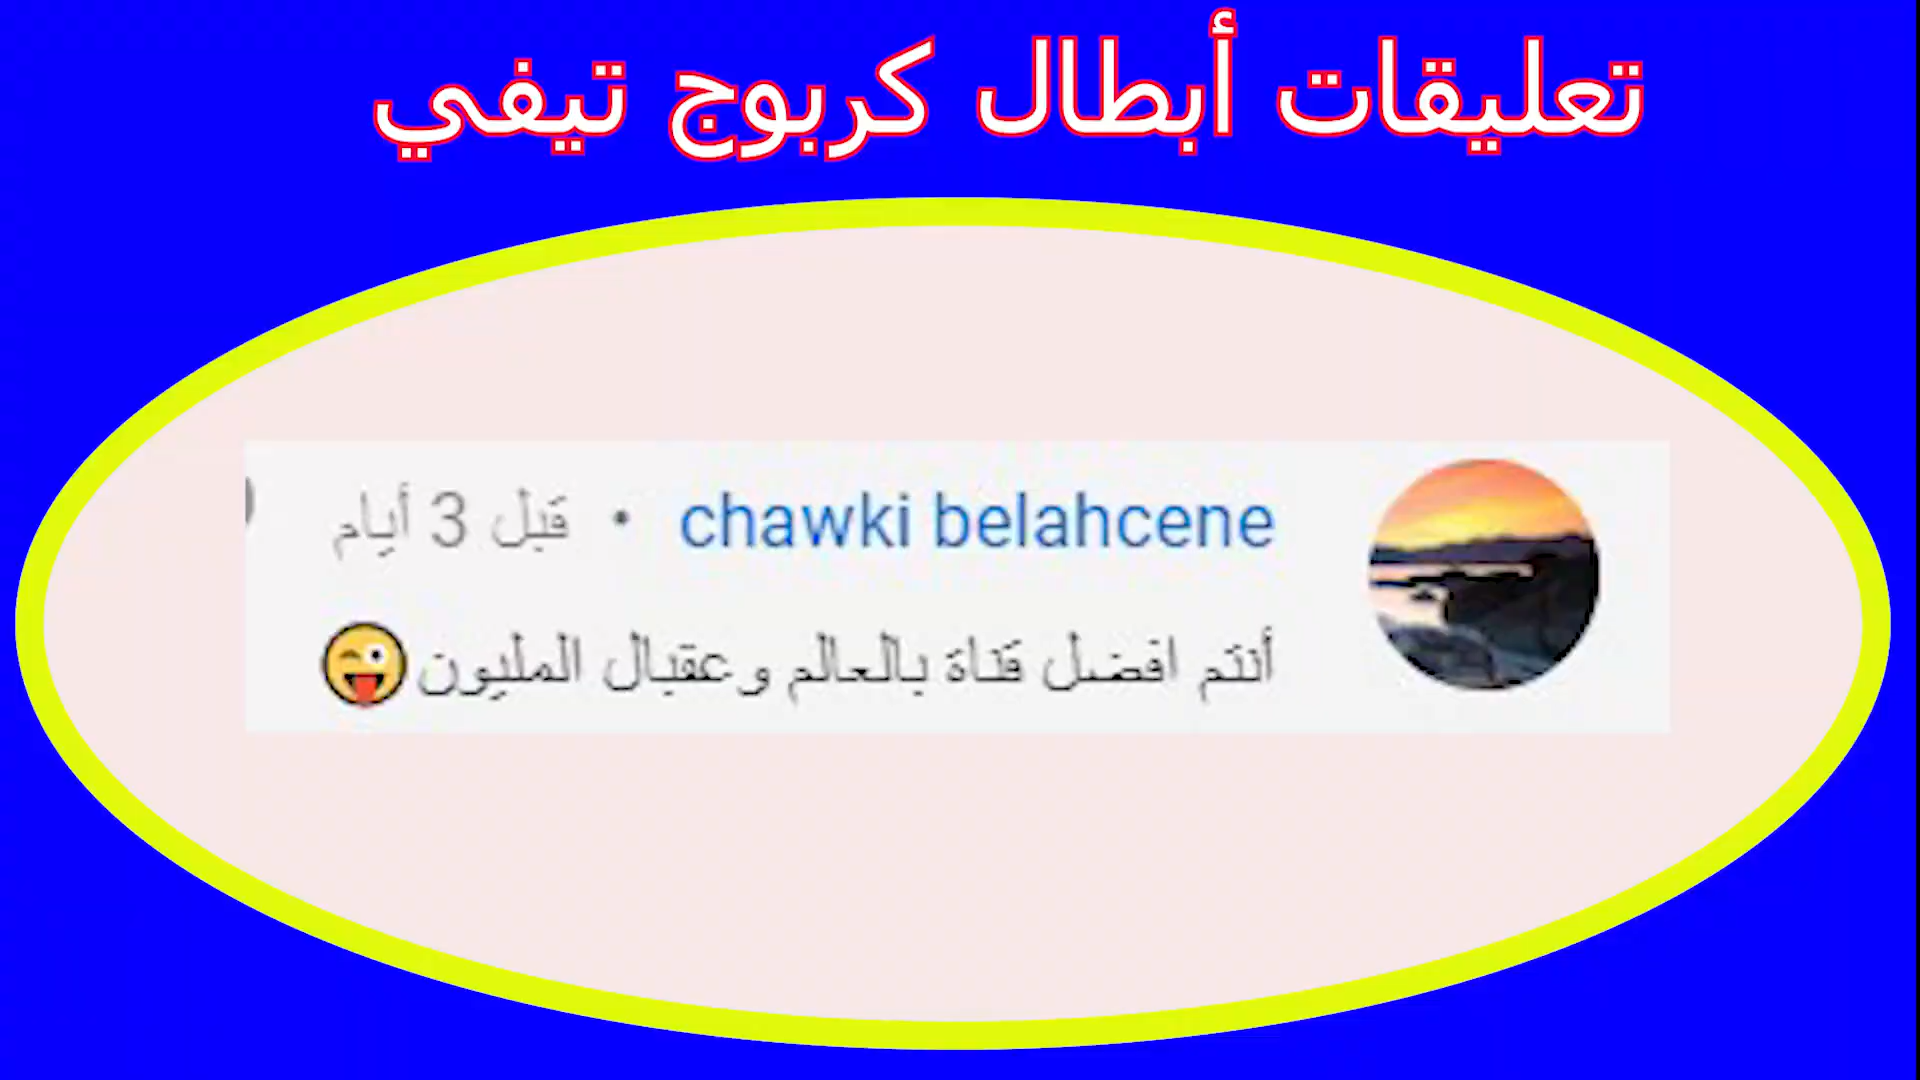 تعليقات أبطال كربوج تيفي
chawki belahcene • قبل 3 أيام
أنتم افضل قناة بالعالم وعقبال المليون😜